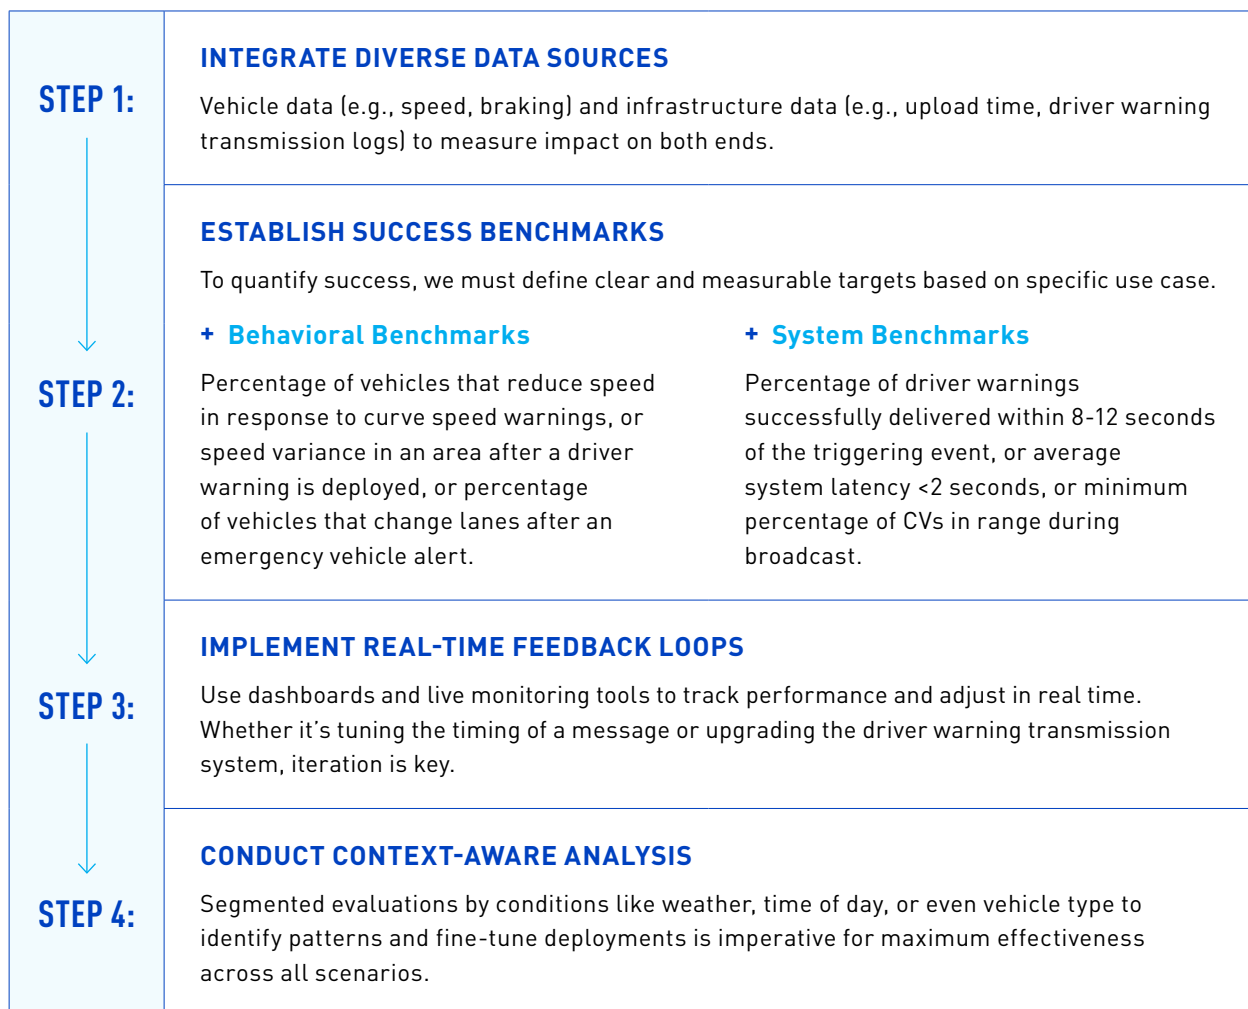 STEP 1:
INTEGRATE DIVERSE DATA SOURCES
Vehicle data (e.g., speed, braking) and infrastructure data (e.g., upload time, driver warning
transmission logs) to measure impact on both ends.
STEP 2:
ESTABLISH SUCCESS BENCHMARKS
To quantify success, we must define clear and measurable targets based on specific use case.
+ Behavioral Benchmarks
Percentage of vehicles that reduce speed
in response to curve speed warnings, or
speed variance in an area after a driver
warning is deployed, or percentage
of vehicles that change lanes after an
emergency vehicle alert.
+ System Benchmarks
Percentage of driver warnings
successfully delivered within 8-12 seconds
of the triggering event, or average
system latency <2 seconds, or minimum
percentage of CVs in range during
broadcast.
STEP 3:
IMPLEMENT REAL-TIME FEEDBACK LOOPS
Use dashboards and live monitoring tools to track performance and adjust in real time.
Whether it’s tuning the timing of a message or upgrading the driver warning transmission
system, iteration is key.
STEP 4:
CONDUCT CONTEXT-AWARE ANALYSIS
Segmented evaluations by conditions like weather, time of day, or even vehicle type to
identify patterns and fine-tune deployments is imperative for maximum effectiveness
across all scenarios.